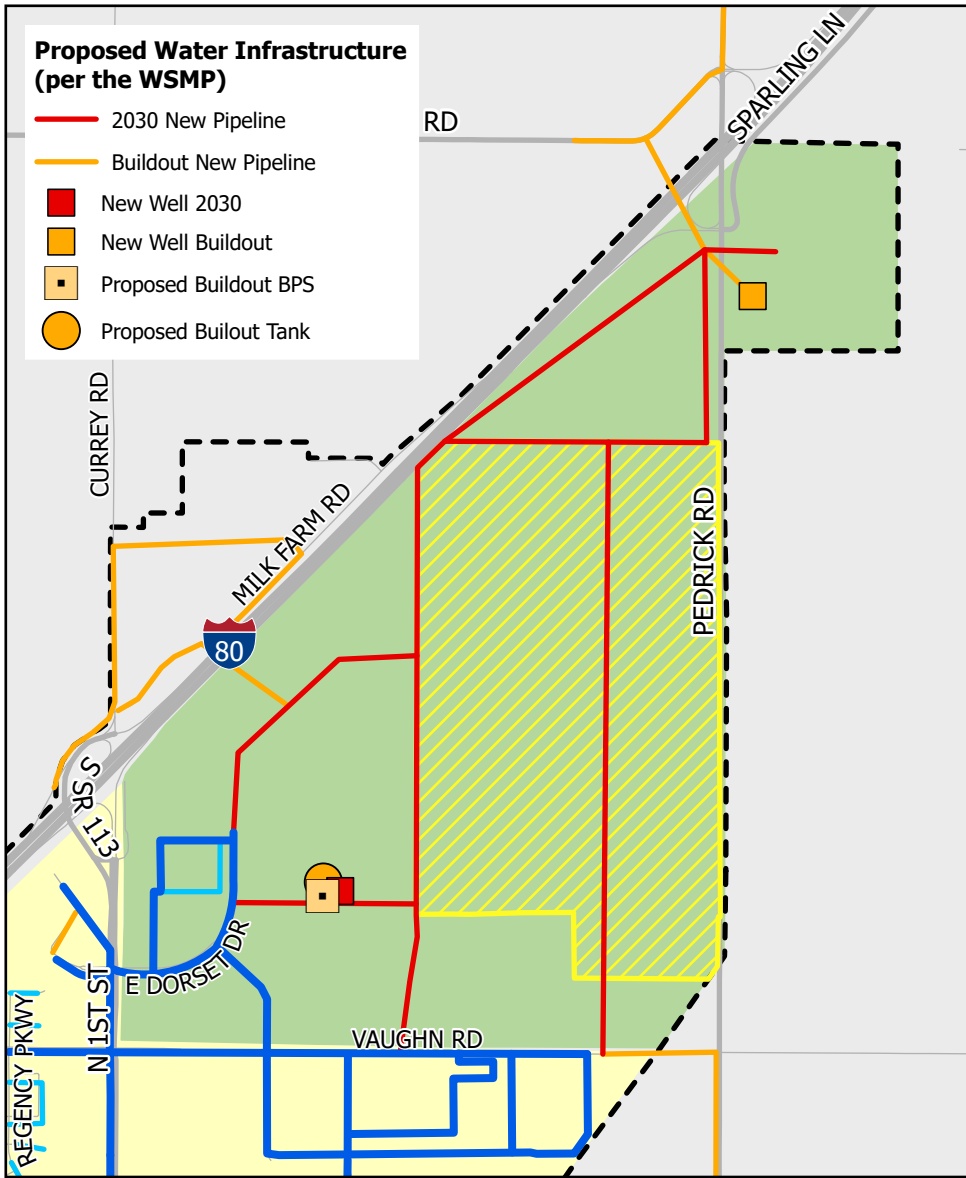 Proposed Water Infrastructure
(per the WSMP)
2030 New Pipeline
Buildout New Pipeline
New Well 2030
New Well Buildout
Proposed Buildout BPS
Proposed Builout Tank
RD
SPARLING LN
CURREY RD
MILK FARM RD
PEDRICK RD
80
RS S
113
E DORSET DR
N 1ST ST
REGENCY PKWY
VAUGHN RD